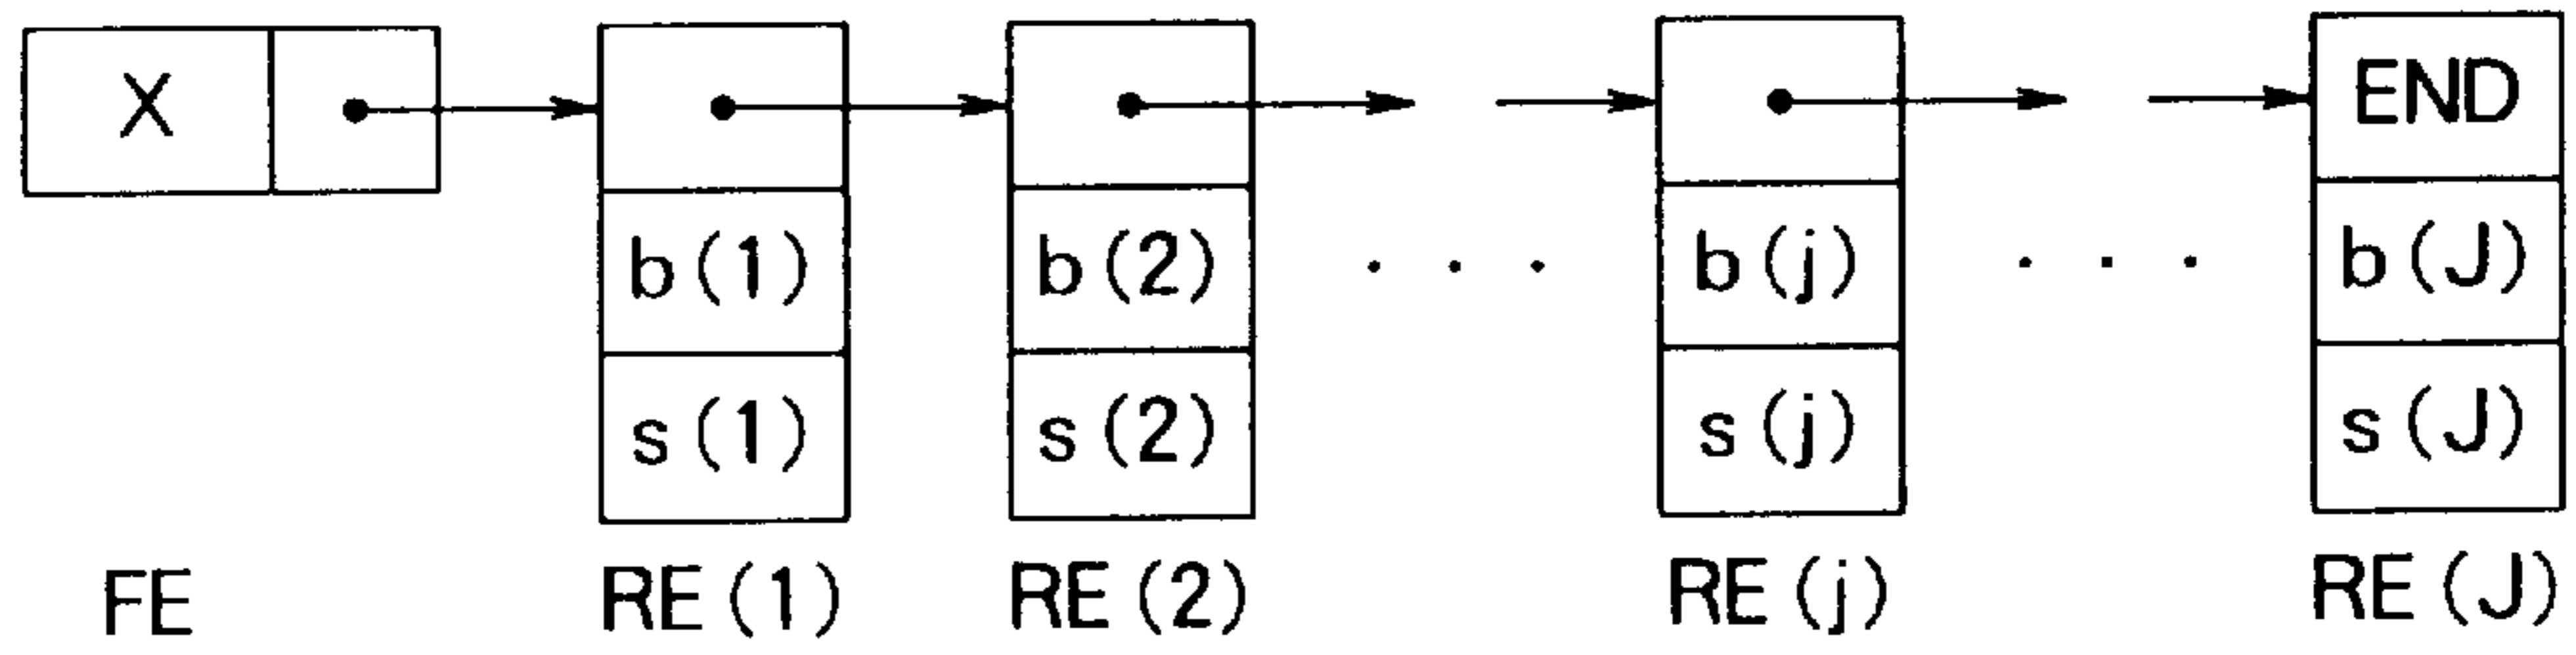 X END
b(1) b(2) . . . b(j) . . . b(J)
s(1) s(2) s(j) s(J)
FE RE(1) RE(2) RE(j) RE(J)